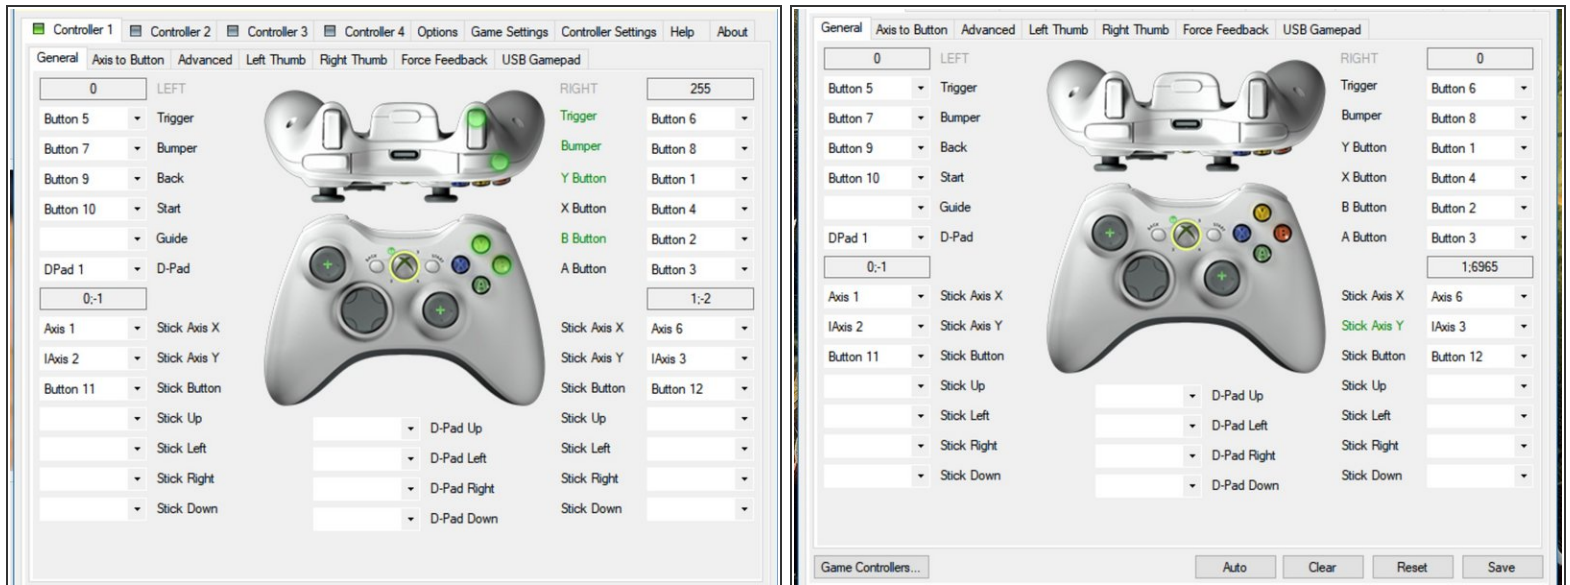 Controller 1 Controller 2 Controller 3 Controller 4 Options Game Settings Controller Settings Help About
General Axis to Button Advanced Left Thumb Right Thumb Force Feedback USB Gamepad
0 LEFT RIGHT 255
Button 5 Trigger Trigger Button 6
Button 7 Bumper Bumper Button 8
Button 9 Back Y Button Button 1
Button 10 Start X Button Button 4
Guide B Button Button 2
DPad 1 D-Pad A Button Button 3
0;-1 1;-2
Axis 1 Stick Axis X Stick Axis X Axis 6
IAxis 2 Stick Axis Y Stick Axis Y IAxis 3
Button 11 Stick Button Stick Button Button 12
Stick Up Stick Up
D-Pad Up
Stick Left Stick Left
D-Pad Left
Stick Right Stick Right
D-Pad Right
Stick Down Stick Down
D-Pad Down
General Axis to Button Advanced Left Thumb Right Thumb Force Feedback USB Gamepad
0 LEFT RIGHT 0
Button 5 Trigger Trigger Button 6
Button 7 Bumper Bumper Button 8
Button 9 Back Y Button Button 1
Button 10 Start X Button Button 4
Guide B Button Button 2
DPad 1 D-Pad A Button Button 3
0;-1 1;6965
Axis 1 Stick Axis X Stick Axis X Axis 6
IAxis 2 Stick Axis Y Stick Axis Y IAxis 3
Button 11 Stick Button Stick Button Button 12
Stick Up Stick Up
D-Pad Up
Stick Left Stick Left
D-Pad Left
Stick Right Stick Right
D-Pad Right
Stick Down Stick Down
D-Pad Down
Game Controllers... Auto Clear Reset Save